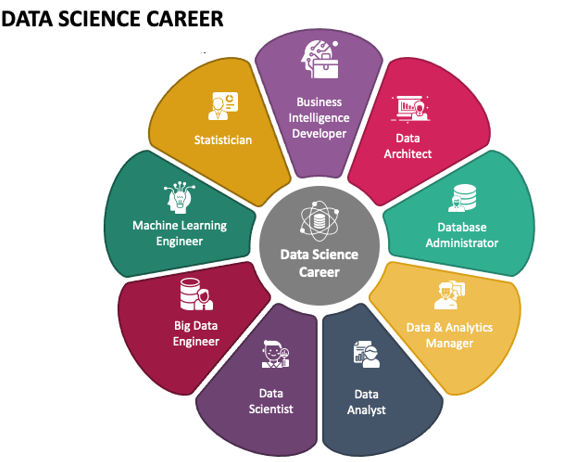 DATA SCIENCE CAREER
Business
Intelligence
Developer
Data
Architect
Database
Administrator
Data & Analytics
Manager
Data
Analyst
Data
Scientist
Big Data
Engineer
Machine Learning
Engineer
Statistician
Data Science
Career